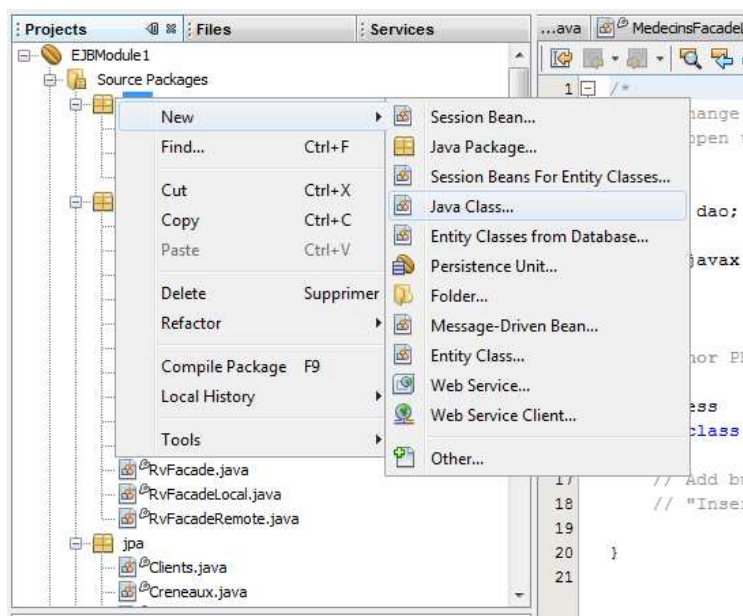 Projects Files Services ...ava MedecinsFacadeL
EJBModule1
Source Packages
New
Find... Ctrl+F
Cut Ctrl+X
Copy Ctrl+C
Paste Ctrl+V
Delete Supprimer
Refactor
Compile Package F9
Local History
Tools
Session Bean...
Java Package...
Session Beans For Entity Classes...
Java Class...
Entity Classes from Database...
Persistence Unit...
Folder...
Message-Driven Bean...
Entity Class...
Web Service...
Web Service Client...
Other...
RvFacade.java
RvFacadeLocal.java
RvFacadeRemote.java
jpa
Clients.java
Creneaux.java
1 /*
hange
open
dao;
javax
hor
ess
class
17 // Add bu
18 // "Inser
19
20 }
21